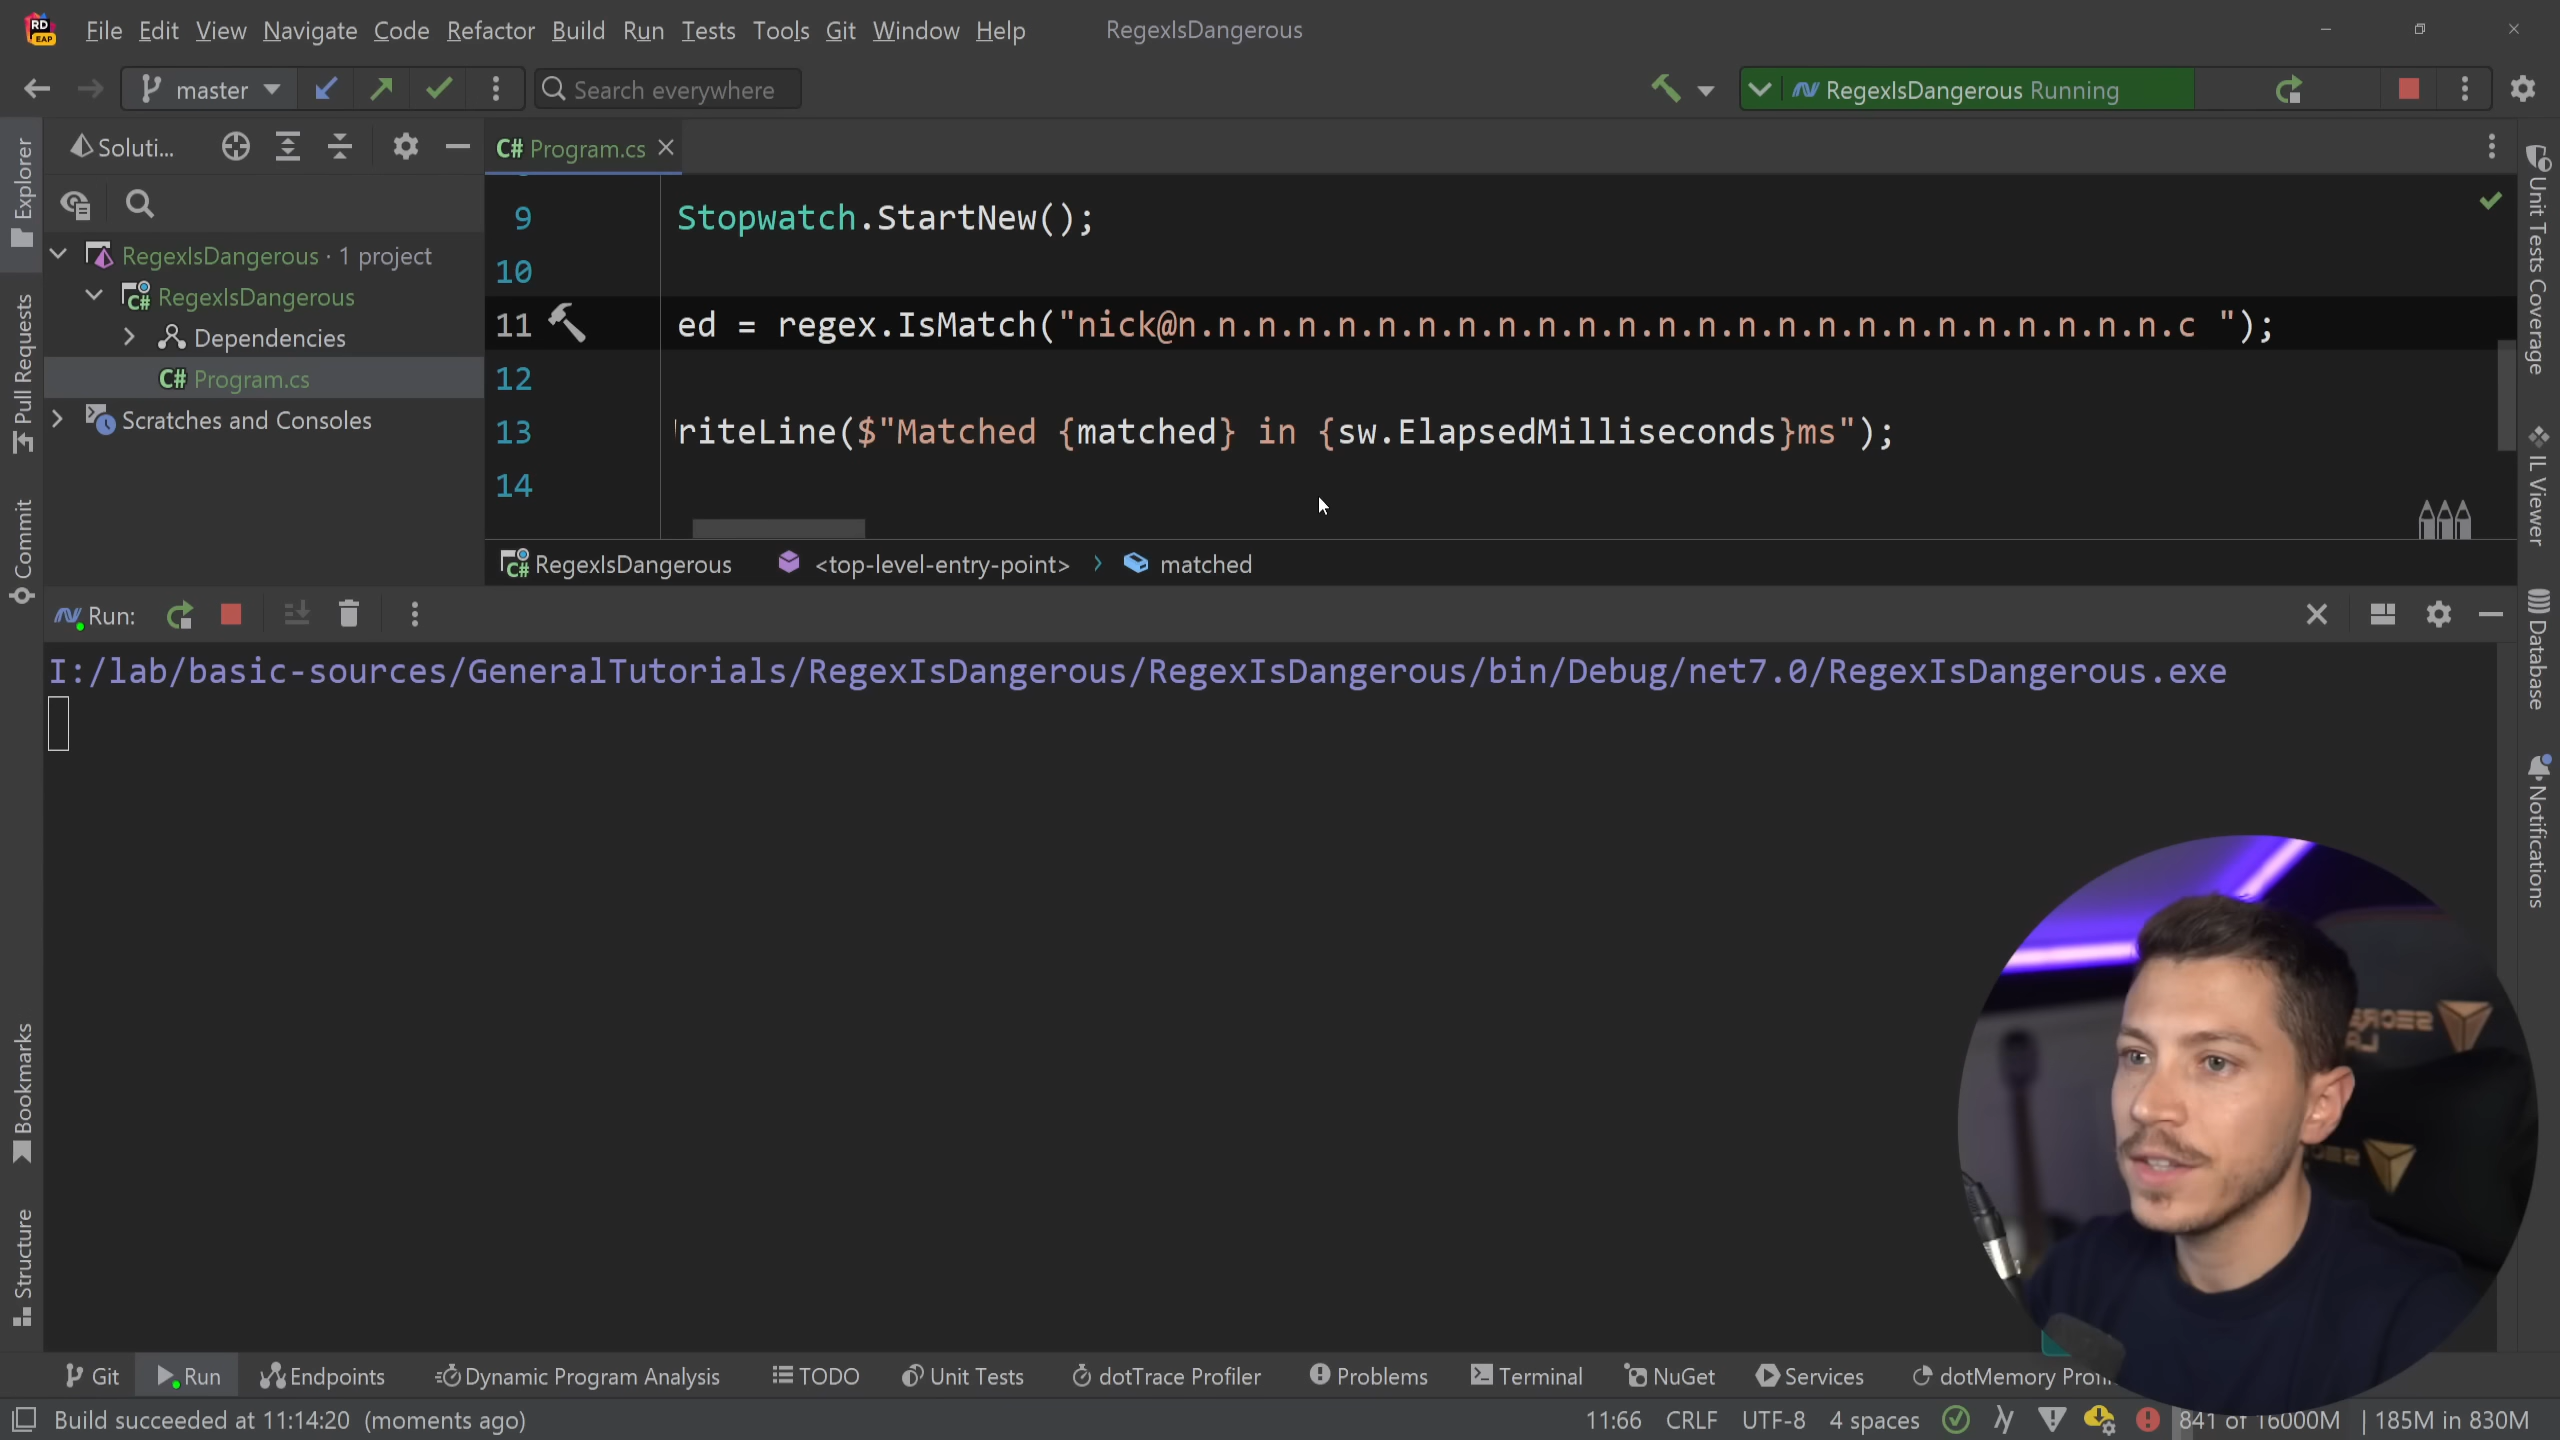 File Edit View Navigate Code Refactor Build Run Tests Tools Git Window Help RegexIsDangerous
master Search everywhere RegexIsDangerous Running
Explorer
Pull Requests
Commit
Bookmarks
Structure
Soluti...
RegexIsDangerous · 1 project
RegexIsDangerous
Dependencies
C# Program.cs
Scratches and Consoles
C# Program.cs
9 Stopwatch.StartNew();
10
11 ed = regex.IsMatch("nick@n.n.n.n.n.n.n.n.n.n.n.n.n.n.n.n.n.n.n.n.n.n.n.n.n.c ");
12
13 riteLine($"Matched {matched} in {sw.ElapsedMilliseconds}ms");
14
RegexIsDangerous <top-level-entry-point> › matched
Unit Tests Coverage
IL Viewer
Database
Notifications
Run:
I:/lab/basic-sources/GeneralTutorials/RegexIsDangerous/RegexIsDangerous/bin/Debug/net7.0/RegexIsDangerous.exe
Git Run Endpoints Dynamic Program Analysis TODO Unit Tests dotTrace Profiler Problems Terminal NuGet Services dotMemory
Build succeeded at 11:14:20 (moments ago) 11:66 CRLF UTF-8 4 spaces 841 of 16000M 185M in 830M